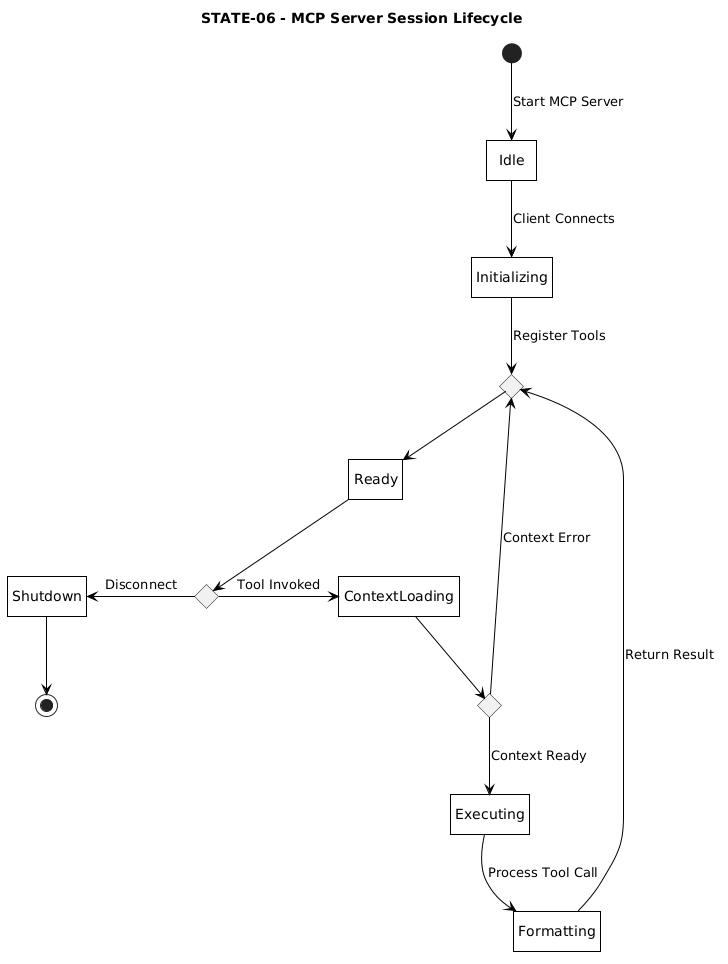 STATE-06 - MCP Server Session Lifecycle
Start MCP Server
Idle
Client Connects
Initializing
Register Tools
Ready
Context Error
Shutdown
Disconnect
Tool Invoked
ContextLoading
Return Result
Context Ready
Executing
Process Tool Call
Formatting